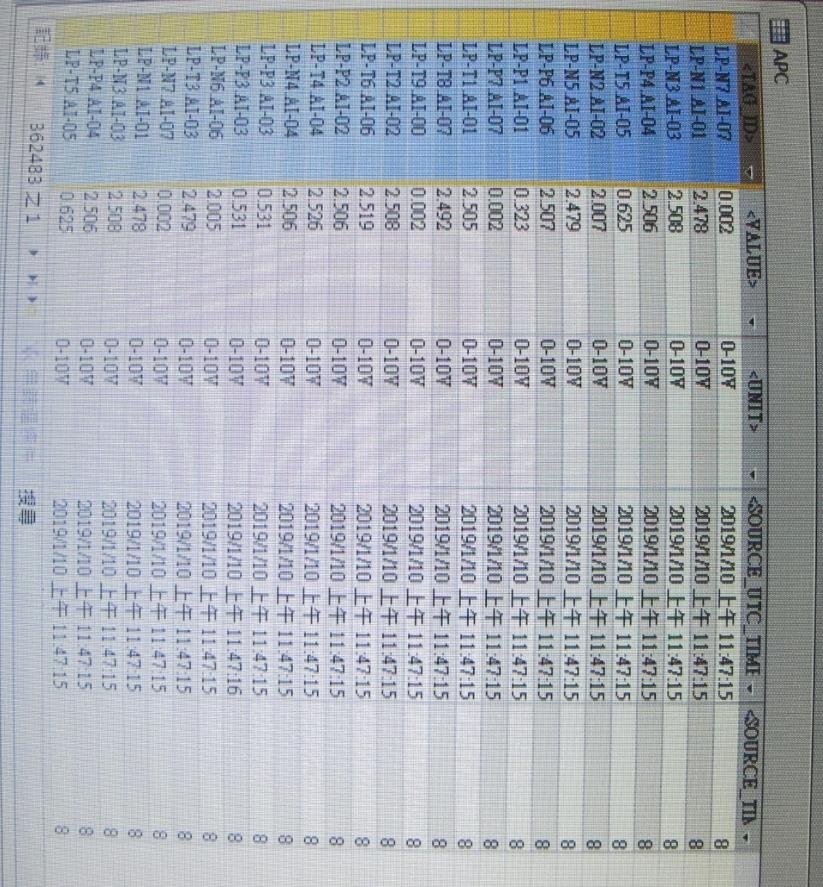 APC
<TAG_ID> <VALUE> <UNIT> <SOURCE_UTC_TIME <SOURCE_TIM
LP-N7.AI-07 0.002 0-10V 2019/1/10 上午 11:47:15 8
LP-N1.AI-01 2.478 0-10V 2019/1/10 上午 11:47:15 8
LP-N3.AI-03 2.508 0-10V 2019/1/10 上午 11:47:15 8
LP-P4.AI-04 2.506 0-10V 2019/1/10 上午 11:47:15 8
LP-T5.AI-05 0.625 0-10V 2019/1/10 上午 11:47:15 8
LP-N2.AI-02 2.007 0-10V 2019/1/10 上午 11:47:15 8
LP-N5.AI-05 2.479 0-10V 2019/1/10 上午 11:47:15 8
LP-P6.AI-06 2.507 0-10V 2019/1/10 上午 11:47:15 8
LP-P1.AI-01 0.323 0-10V 2019/1/10 上午 11:47:15 8
LP-P7.AI-07 0.002 0-10V 2019/1/10 上午 11:47:15 8
LP-T1.AI-01 2.505 0-10V 2019/1/10 上午 11:47:15 8
LP-T8.AI-07 2.492 0-10V 2019/1/10 上午 11:47:15 8
LP-T9.AI-00 0.002 0-10V 2019/1/10 上午 11:47:15 8
LP-T2.AI-02 2.508 0-10V 2019/1/10 上午 11:47:15 8
LP-T6.AI-06 2.519 0-10V 2019/1/10 上午 11:47:15 8
LP-P2.AI-02 2.506 0-10V 2019/1/10 上午 11:47:15 8
LP-T4.AI-04 2.526 0-10V 2019/1/10 上午 11:47:15 8
LP-N4.AI-04 2.506 0-10V 2019/1/10 上午 11:47:15 8
LP-P3.AI-03 0.531 0-10V 2019/1/10 上午 11:47:15 8
LP-P3.AI-03 0.531 0-10V 2019/1/10 上午 11:47:16 8
LP-N6.AI-06 2.005 0-10V 2019/1/10 上午 11:47:15 8
LP-T3.AI-03 2.479 0-10V 2019/1/10 上午 11:47:15 8
LP-N7.AI-07 0.002 0-10V 2019/1/10 上午 11:47:15 8
LP-N1.AI-01 2.478 0-10V 2019/1/10 上午 11:47:15 8
LP-N3.AI-03 2.508 0-10V 2019/1/10 上午 11:47:15 8
LP-P4.AI-04 2.506 0-10V 2019/1/10 上午 11:47:15 8
LP-T5.AI-05 0.625 0-10V 2019/1/10 上午 11:47:15 8
記錄 362483 之 1 搜尋